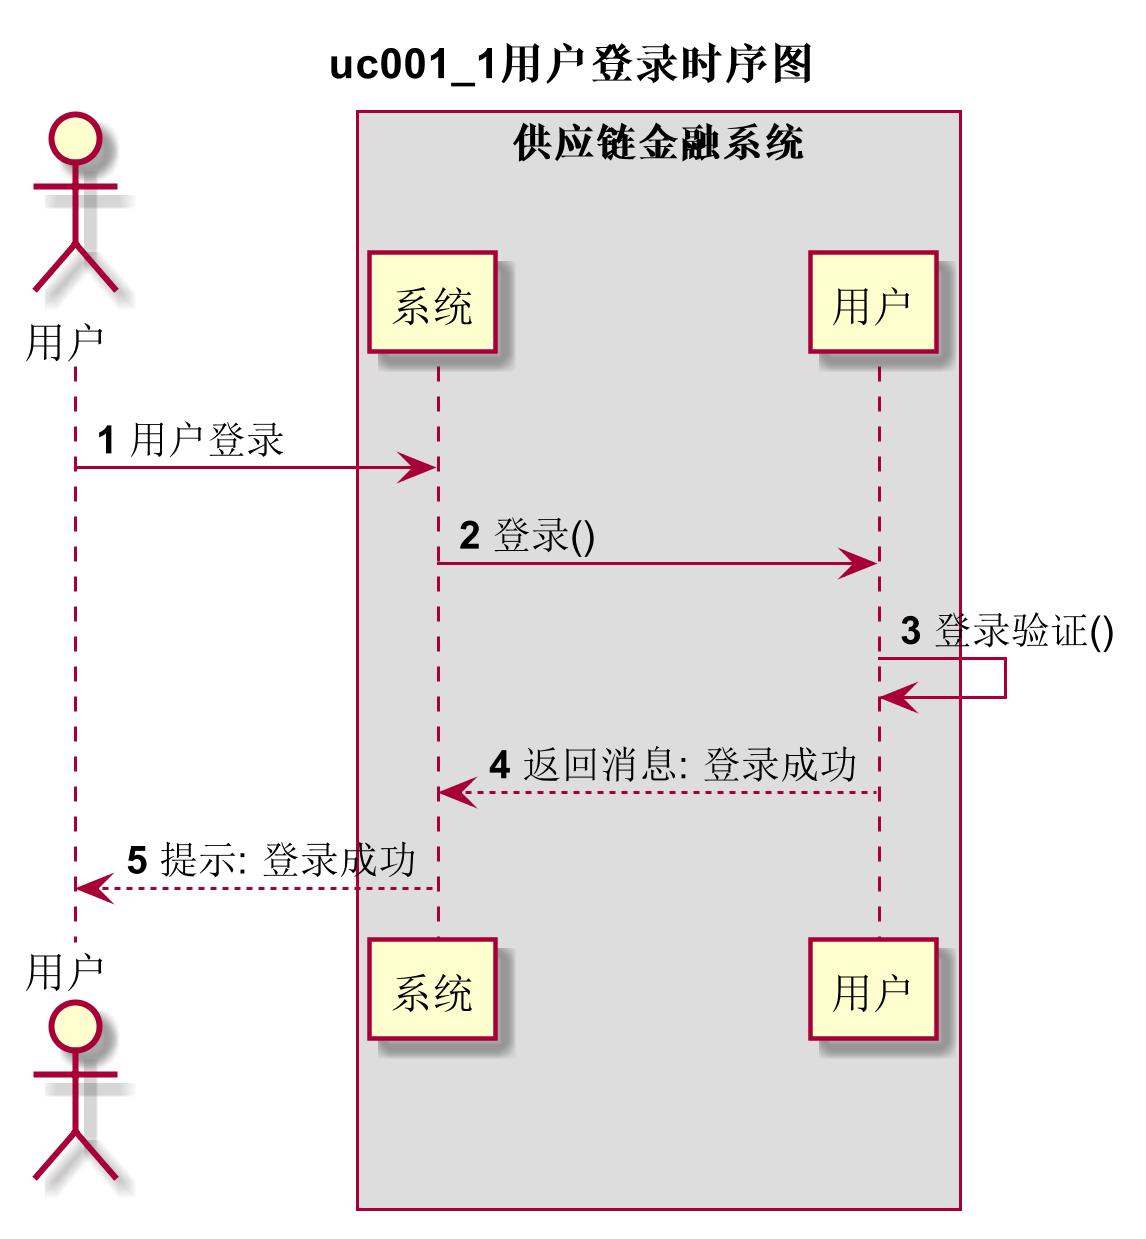 uc001_1用户登录时序图
供应链金融系统
用户
系统
用户
1 用户登录
2 登录()
3 登录验证()
4 返回消息: 登录成功
5 提示: 登录成功
用户
系统
用户